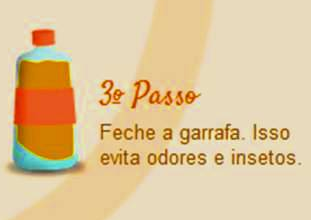 3º Passo
Feche a garrafa. Isso
evita odores e insetos.